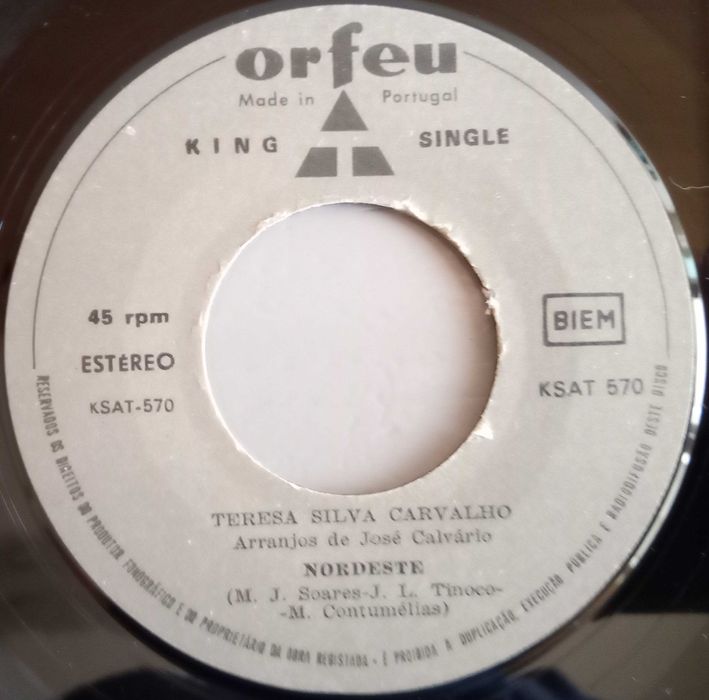 orfeu
Made in Portugal
KING SINGLE
45 rpm
ESTÉREO
KSAT-570
BIEM
KSAT 570
TERESA SILVA CARVALHO
Arranjos de José Calvário
NORDESTE
(M. J. Soares-J. L. Tinoco-
-M. Contumélias)
RESERVADOS OS DIREITOS DO PRODUTOR FONOGRÁFICO E DO PROPRIETÁRIO DA OBRA REGISTADA - É PROIBIDA A DUPLICAÇÃO, EXECUÇÃO PÚBLICA E RADIODIFUSÃO DESTE DISCO